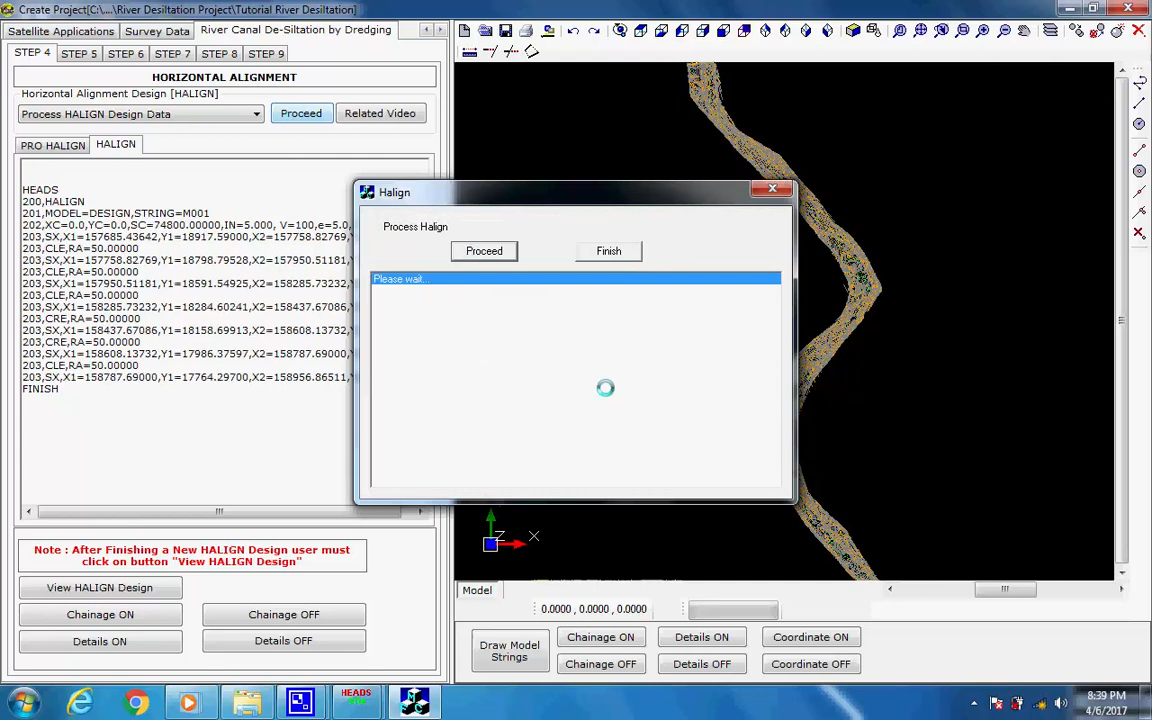 Create Project[C:\...\River Desiltation Project\Tutorial River Desiltation]
Satellite Applications
Survey Data
River Canal De-Siltation by Dredging
STEP 4
STEP 5
STEP 6
STEP 7
STEP 8
STEP 9
HORIZONTAL ALIGNMENT
Horizontal Alignment Design [HALIGN]
Process HALIGN Design Data
Proceed
Related Video
PRO HALIGN
HALIGN
HEADS
200,HALIGN
201,MODEL=DESIGN,STRING=M001
202,XC=0.0,YC=0.0,SC=74800.00000,IN=5.000, V=100,e=5.0,
203,SX,X1=157685.43642,Y1=18917.59000,X2=157758.82769,
203,CLE,RA=50.00000
203,SX,X1=157758.82769,Y1=18798.79528,X2=157950.51181,
203,CLE,RA=50.00000
203,SX,X1=157950.51181,Y1=18591.54925,X2=158285.73232,
203,CLE,RA=50.00000
203,SX,X1=158285.73232,Y1=18284.60241,X2=158437.67086,
203,CRE,RA=50.00000
203,SX,X1=158437.67086,Y1=18158.69913,X2=158608.13732,
203,CRE,RA=50.00000
203,SX,X1=158608.13732,Y1=17986.37597,X2=158787.69000,
203,CLE,RA=50.00000
203,SX,X1=158787.69000,Y1=17764.29700,X2=158956.86511,
FINISH
Halign
Process Halign
Proceed
Finish
Please wait...
Note : After Finishing a New HALIGN Design user must
click on button "View HALIGN Design"
View HALIGN Design
Chainage ON
Chainage OFF
Details ON
Details OFF
Z
X
Model
0.0000 , 0.0000 , 0.0000
Draw Model
Strings
Chainage ON
Details ON
Coordinate ON
Chainage OFF
Details OFF
Coordinate OFF
HEADS
8:39 PM
4/6/2017